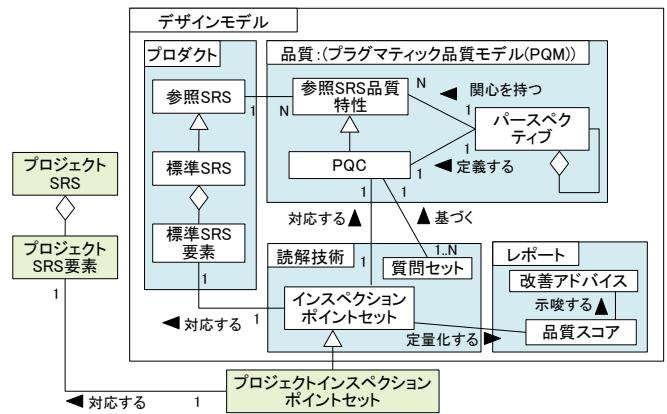 デザインモデル
プロダクト
品質:(プラグマティック品質モデル(PQM))
参照SRS
1
N
参照SRS品質
特性
N
◀ 関心を持つ
1
パースペク
ティブ
1
標準SRS
PQC
1
◀ 定義する
プロジェクト
SRS
1
1
対応する ▲
▲ 基づく
標準SRS
要素
プロジェクト
SRS要素
読解技術
1
1..N
質問セット
レポート
改善アドバイス
示唆する ▲
1
1
インスペクション
ポイントセット
1
◀ 対応する
定量化する ▶
品質スコア
プロジェクトインスペクション
ポイントセット
◀ 対応する
1